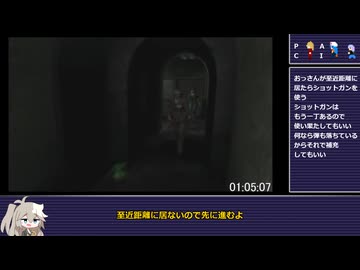 P A
C I
おっさんが至近距離に
居たらショットガンを
使う
ショットガンは
もう一丁あるので
使い果たしてもいい
何なら弾も落ちている
からそれで補充
してもいい
01:05:07
至近距離に居ないので先に進むよ